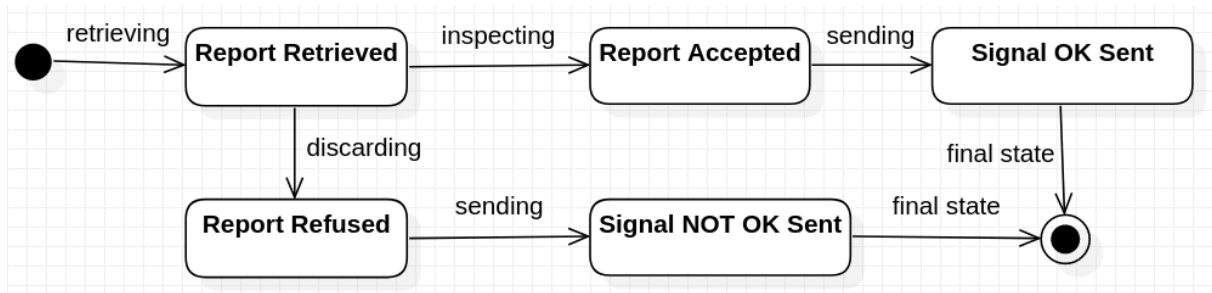 retrieving
Report Retrieved
inspecting
Report Accepted
sending
Signal OK Sent
discarding
final state
Report Refused
sending
Signal NOT OK Sent
final state